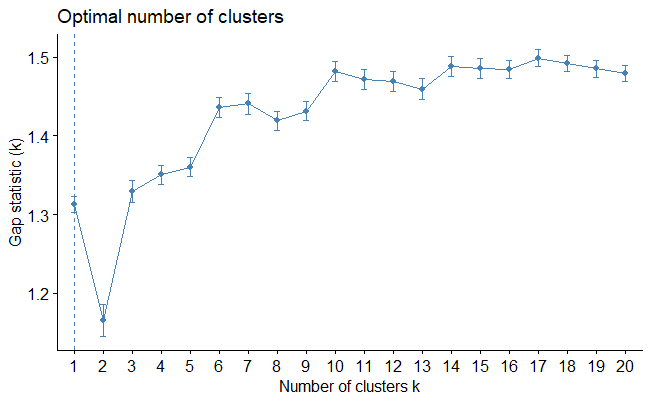 Optimal number of clusters
Gap statistic (k)
1.5
1.4
1.3
1.2
1 2 3 4 5 6 7 8 9 10 11 12 13 14 15 16 17 18 19 20
Number of clusters k